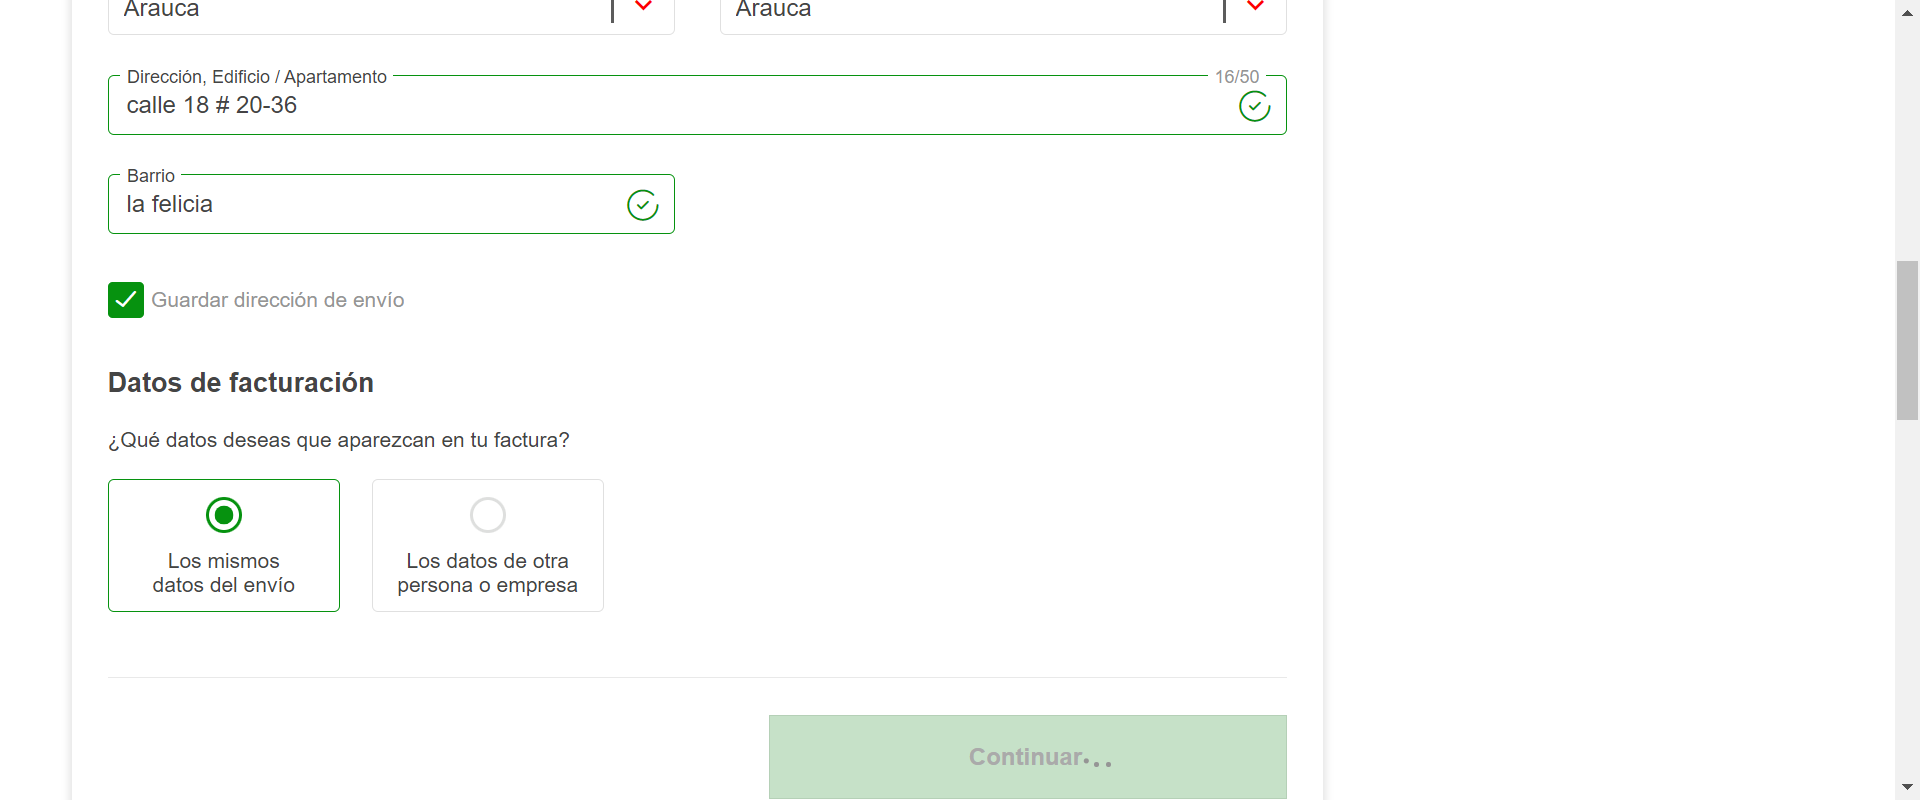 Arauca
Arauca
Dirección, Edificio / Apartamento
16/50
calle 18 # 20-36
Barrio
la felicia
Guardar dirección de envío
Datos de facturación
¿Qué datos deseas que aparezcan en tu factura?
Los mismos
datos del envío
Los datos de otra
persona o empresa
Continuar...